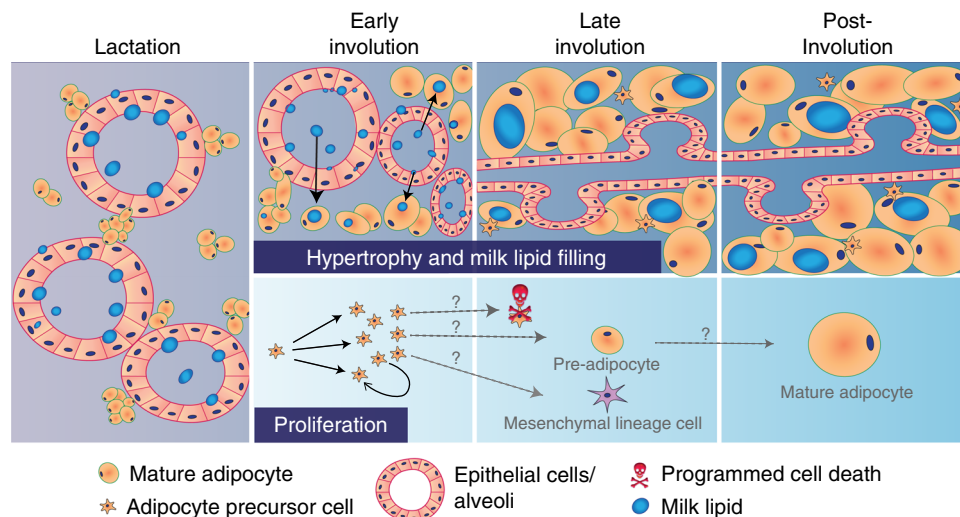 Lactation
Early
involution
Late
involution
Post-
Involution
Hypertrophy and milk lipid filling
?
?
?
?
Pre-adipocyte
Mesenchymal lineage cell
Mature adipocyte
Proliferation
Mature adipocyte
Adipocyte precursor cell
Epithelial cells/
alveoli
Programmed cell death
Milk lipid